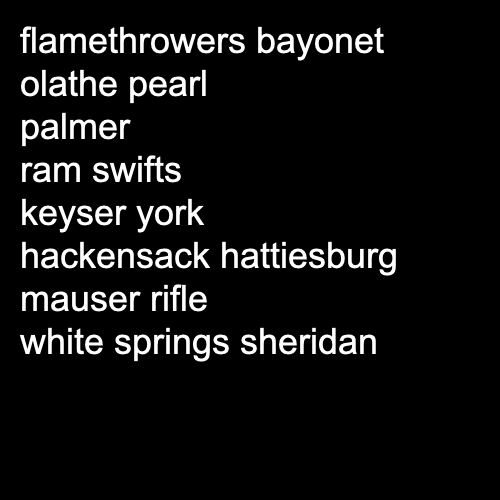 flamethrowers bayonet
olathe pearl
palmer
ram swifts
keyser york
hackensack hattiesburg
mauser rifle
white springs sheridan